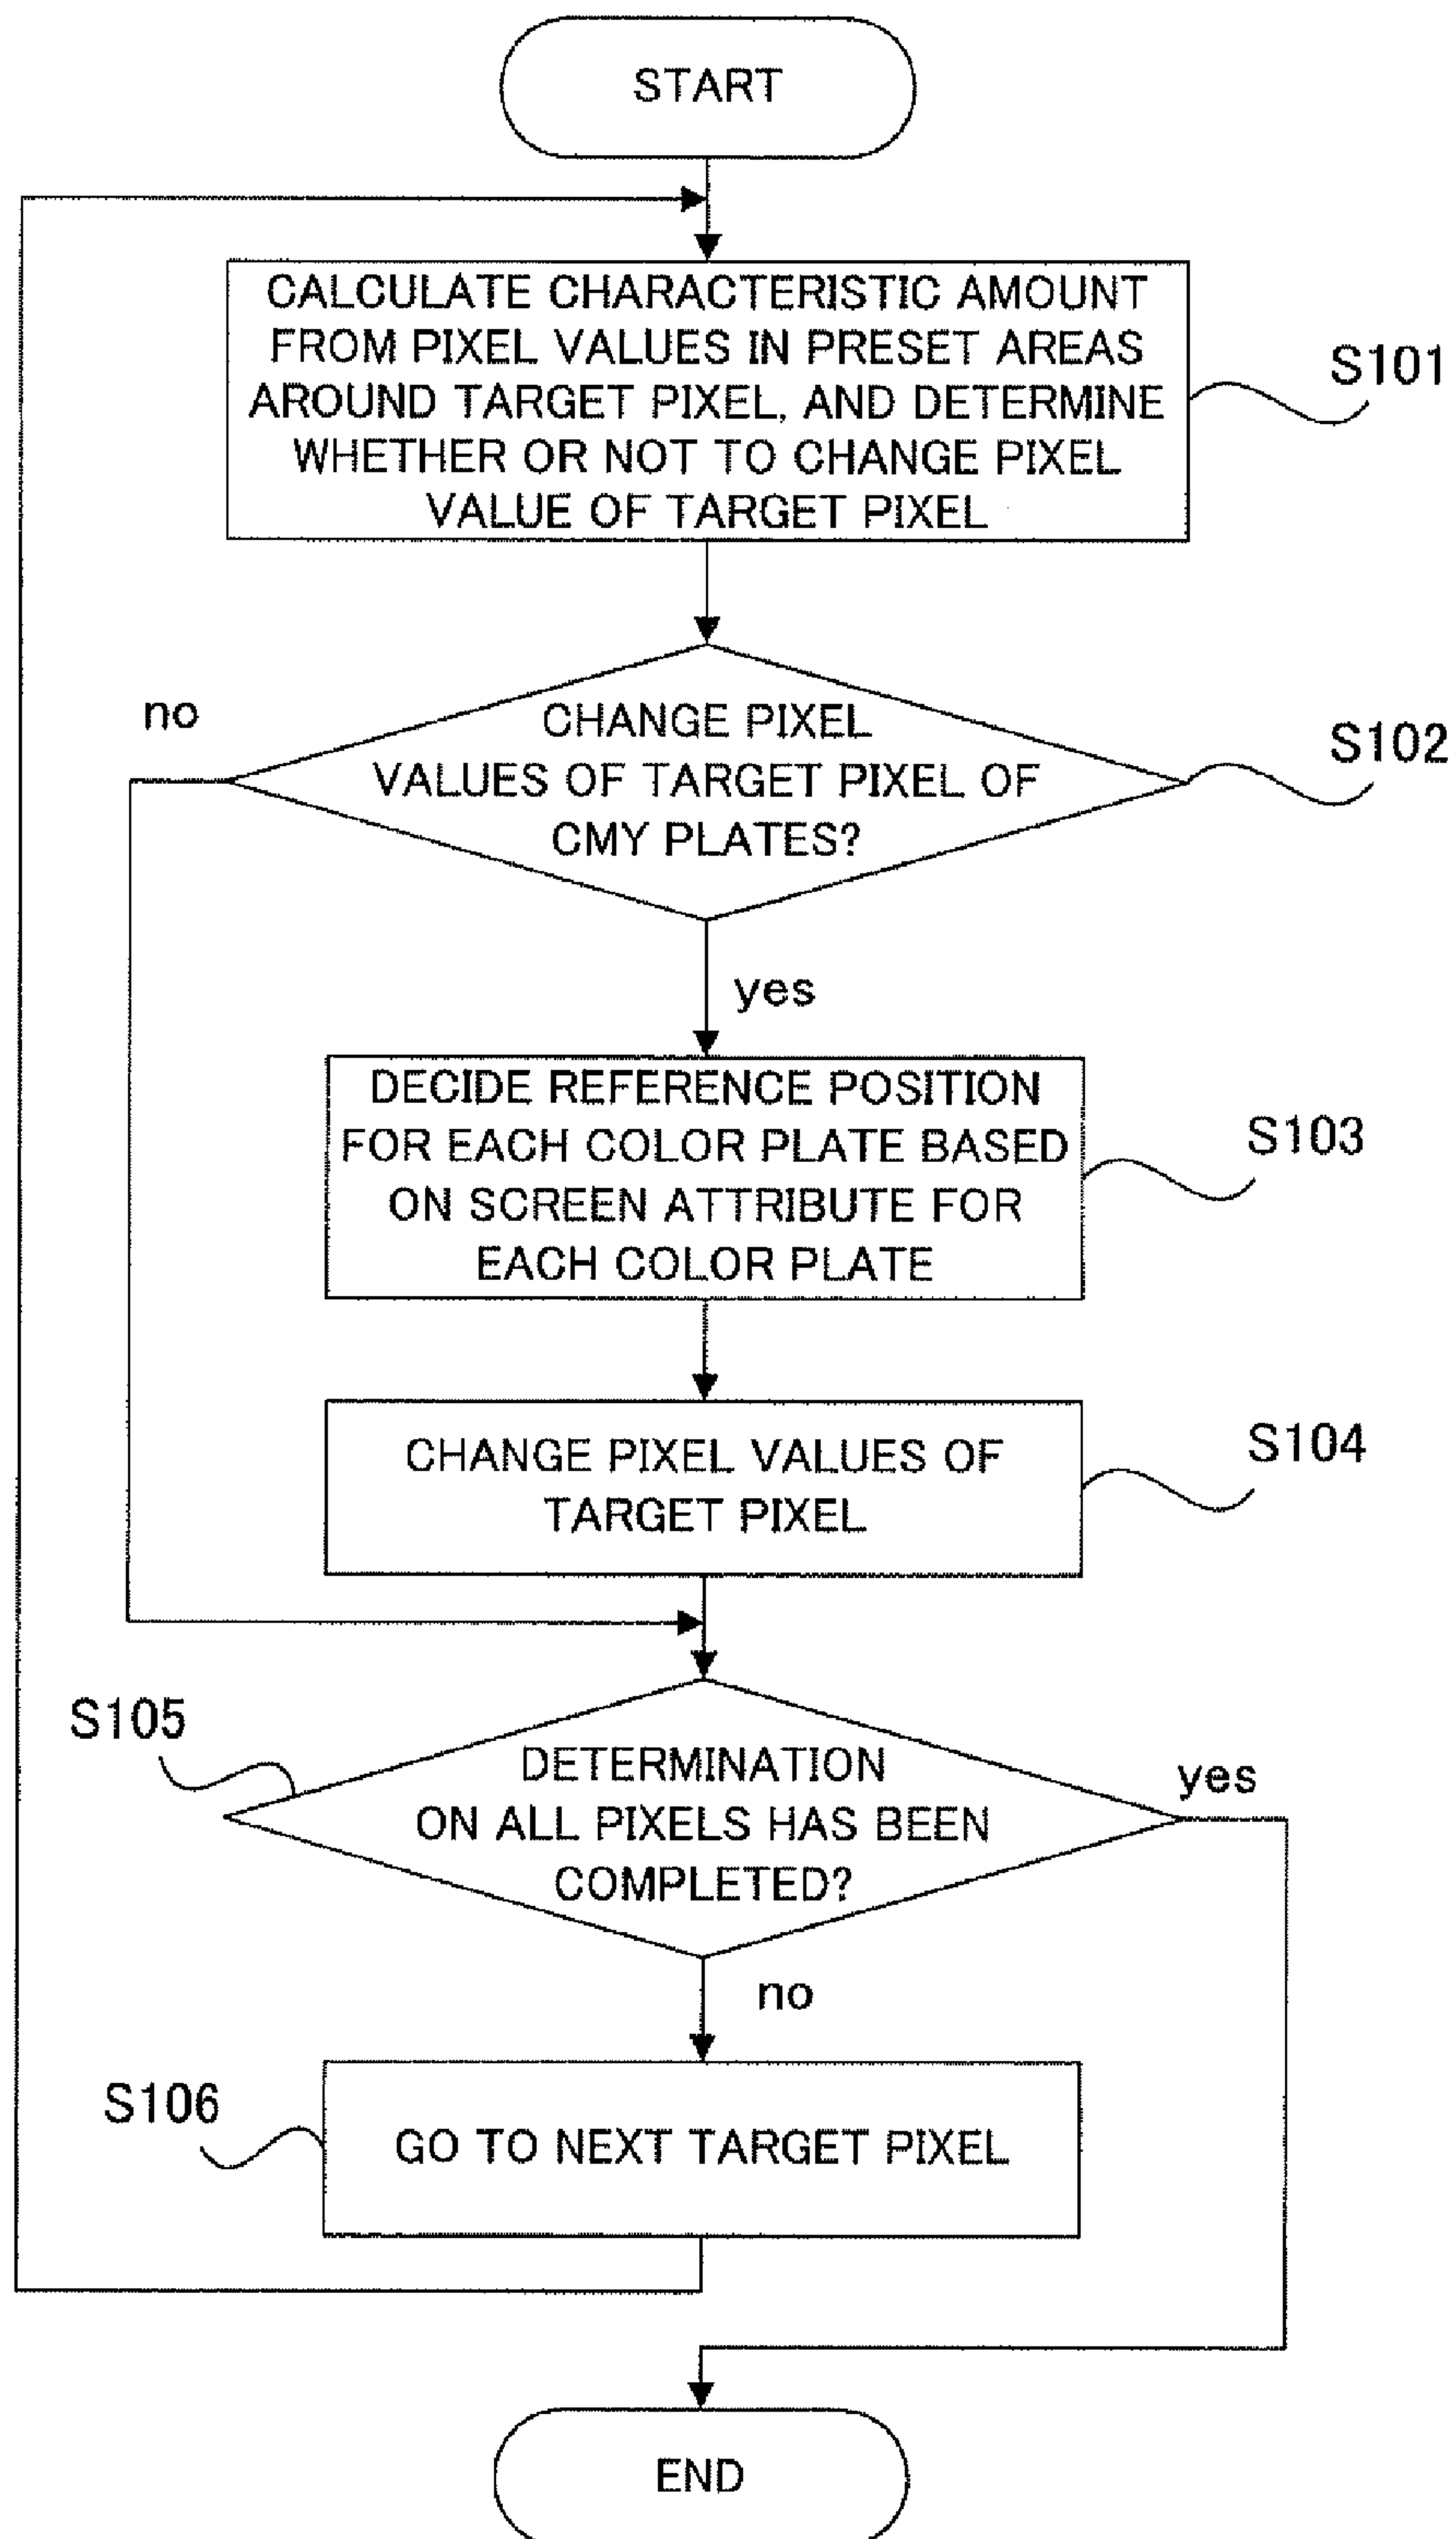 START
CALCULATE CHARACTERISTIC AMOUNT
FROM PIXEL VALUES IN PRESET AREAS
AROUND TARGET PIXEL, AND DETERMINE
WHETHER OR NOT TO CHANGE PIXEL
VALUE OF TARGET PIXEL
S101
no
CHANGE PIXEL
VALUES OF TARGET PIXEL OF
CMY PLATES?
S102
yes
DECIDE REFERENCE POSITION
FOR EACH COLOR PLATE BASED
ON SCREEN ATTRIBUTE FOR
EACH COLOR PLATE
S103
CHANGE PIXEL VALUES OF
TARGET PIXEL
S104
S105
DETERMINATION
ON ALL PIXELS HAS BEEN
COMPLETED?
yes
no
S106
GO TO NEXT TARGET PIXEL
END